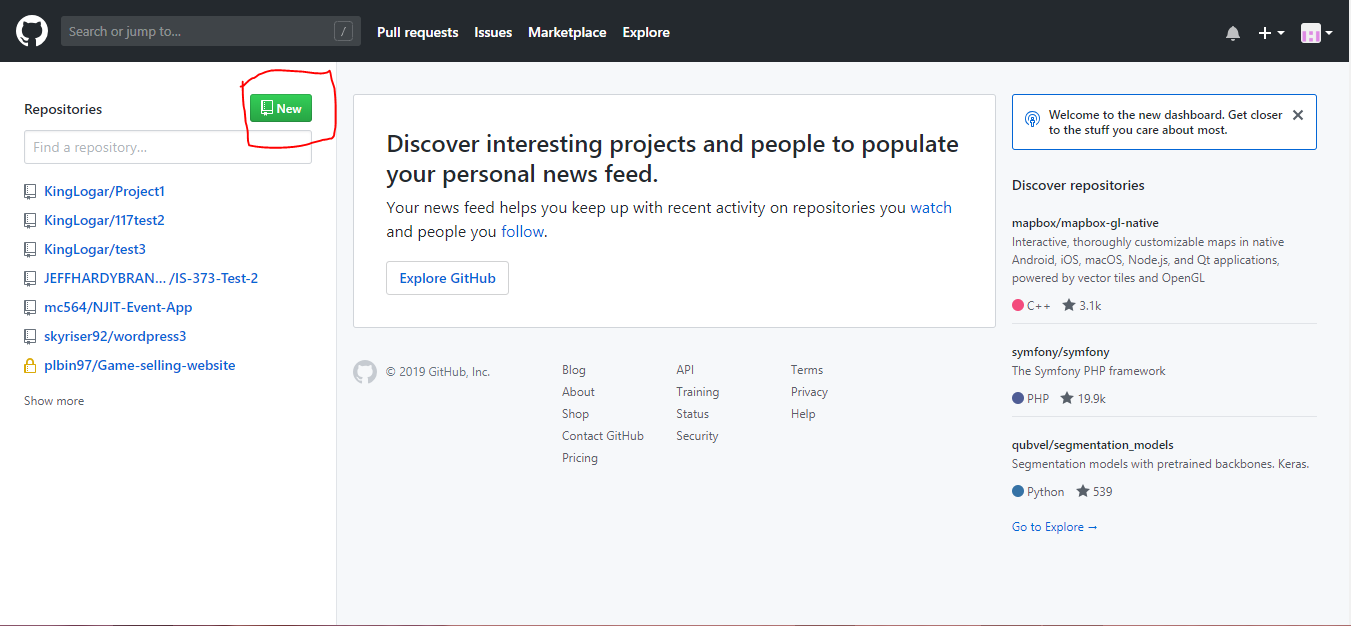 Search or jump to...
/
Pull requests
Issues
Marketplace
Explore
Repositories
New
Find a repository...
KingLogar/Project1
KingLogar/117test2
KingLogar/test3
JEFFHARDYBRAN... /IS-373-Test-2
mc564/NJIT-Event-App
skyriser92/wordpress3
plbin97/Game-selling-website
Show more
Discover interesting projects and people to populate
your personal news feed.
Your news feed helps you keep up with recent activity on repositories you watch
and people you follow.
Explore GitHub
© 2019 GitHub, Inc.
Blog
About
Shop
Contact GitHub
Pricing
API
Training
Status
Security
Terms
Privacy
Help
Welcome to the new dashboard. Get closer
to the stuff you care about most.
Discover repositories
mapbox/mapbox-gl-native
Interactive, thoroughly customizable maps in native
Android, iOS, macOS, Node.js, and Qt applications,
powered by vector tiles and OpenGL
C++ 3.1k
symfony/symfony
The Symfony PHP framework
PHP 19.9k
qubvel/segmentation_models
Segmentation models with pretrained backbones. Keras.
Python 539
Go to Explore →